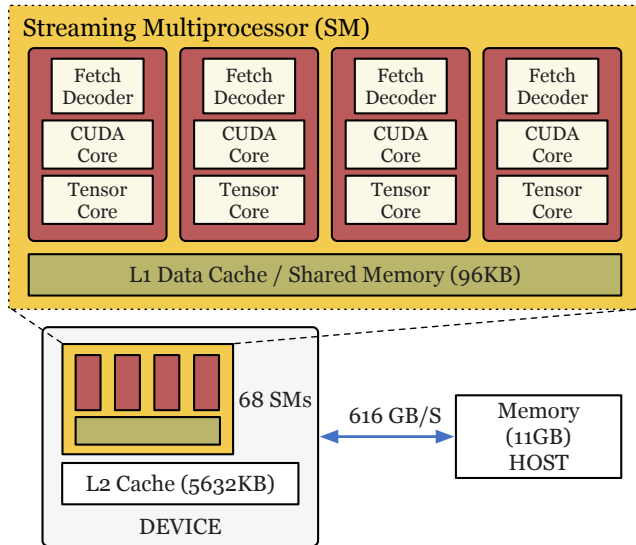 Streaming Multiprocessor (SM)
Fetch
Decoder
CUDA
Core
Tensor
Core
Fetch
Decoder
CUDA
Core
Tensor
Core
Fetch
Decoder
CUDA
Core
Tensor
Core
Fetch
Decoder
CUDA
Core
Tensor
Core
L1 Data Cache / Shared Memory (96KB)
68 SMs
L2 Cache (5632KB)
DEVICE
616 GB/S
Memory
(11GB)
HOST